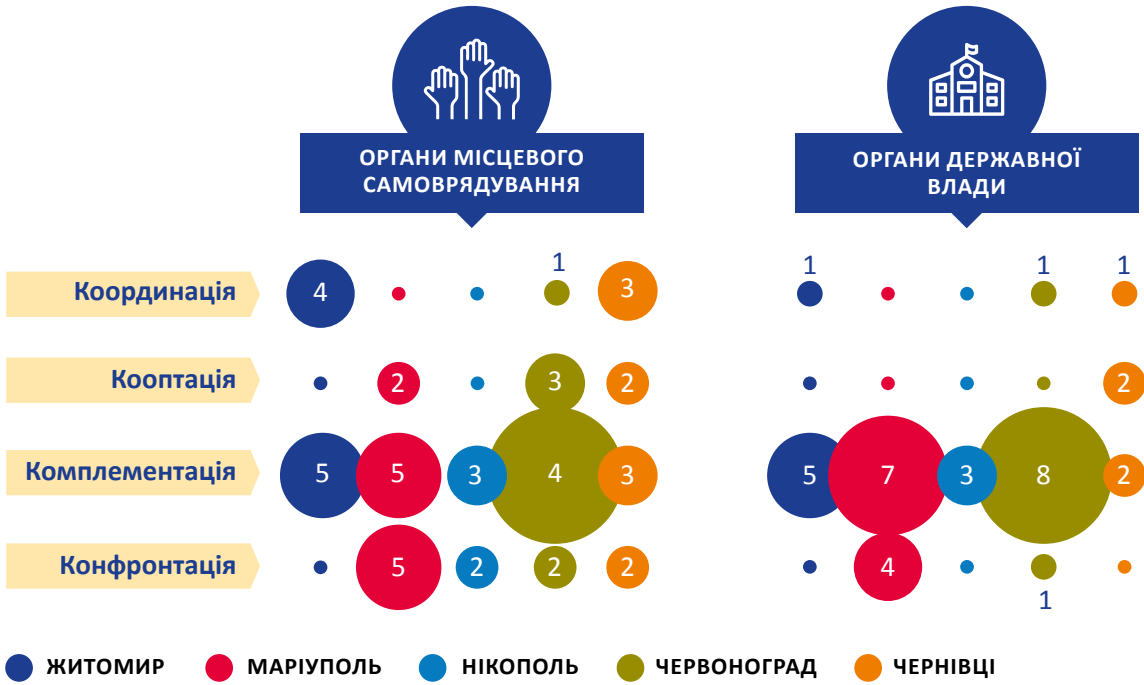 ОРГАНИ МІСЦЕВОГО
САМОВРЯДУВАННЯ
ОРГАНИ ДЕРЖАВНОЇ
ВЛАДИ
Координація 4 1 3 1 1 1
Кооптація 2 3 2 2
Комплементація 5 5 3 4 3 5 7 3 8 2
Конфронтація 5 2 2 2 4 1
ЖИТОМИР МАРІУПОЛЬ НІКОПОЛЬ ЧЕРВОНОГРАД ЧЕРНІВЦІ